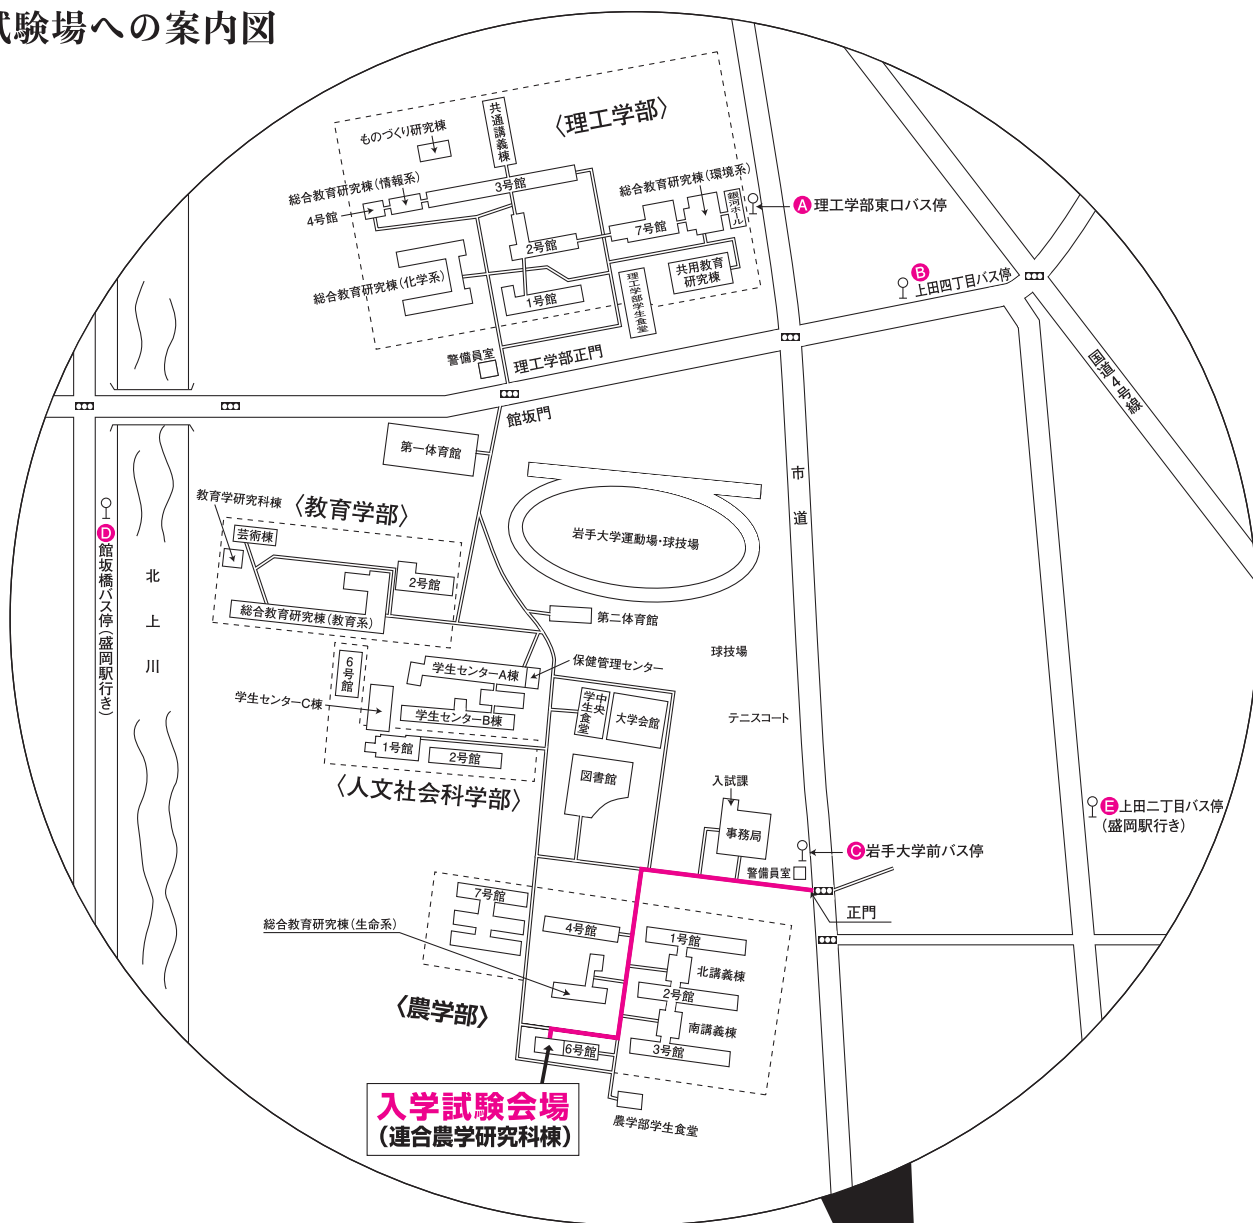 試験場への案内図
〈理工学部〉
ものづくり研究棟
共通講義棟
総合教育研究棟(情報系)
3号館
4号館
総合教育研究棟(環境系)
銀河ホール
7号館
2号館
総合教育研究棟(化学系)
1号館
理工学部学生食堂
共用教育
研究棟
A理工学部東口バス停
B
上田四丁目バス停
警備員室
理工学部正門
館坂門
国道4号線
第一体育館
市道
教育学研究科棟
〈教育学部〉
芸術棟
2号館
総合教育研究棟(教育系)
岩手大学運動場・球技場
D
館坂橋バス停(盛岡駅行き)
北上川
第二体育館
球技場
保健管理センター
6号館
学生センターA棟
学生センターC棟
学生センターB棟
1号館
2号館
〈人文社会科学部〉
中央
学生食堂
大学会館
テニスコート
図書館
入試課
事務局
C岩手大学前バス停
警備員室
正門
E上田二丁目バス停
(盛岡駅行き)
7号館
総合教育研究棟(生命系)
4号館
1号館
北講義棟
2号館
南講義棟
3号館
〈農学部〉
6号館
入学試験会場
(連合農学研究科棟)
農学部学生食堂